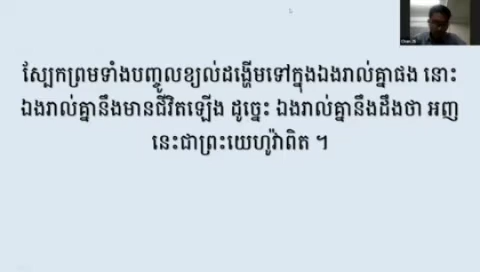 ស្បែកព្រមទាំងបញ្ចូលខ្យល់ដង្ហើមទៅក្នុងឯងរាល់គ្នាផង នោះ
ឯងរាល់គ្នានឹងមានជីវិតឡើង ដូច្នេះ ឯងរាល់គ្នានឹងដឹងថា អញ
នេះជាព្រះយេហូវ៉ាពិត ។